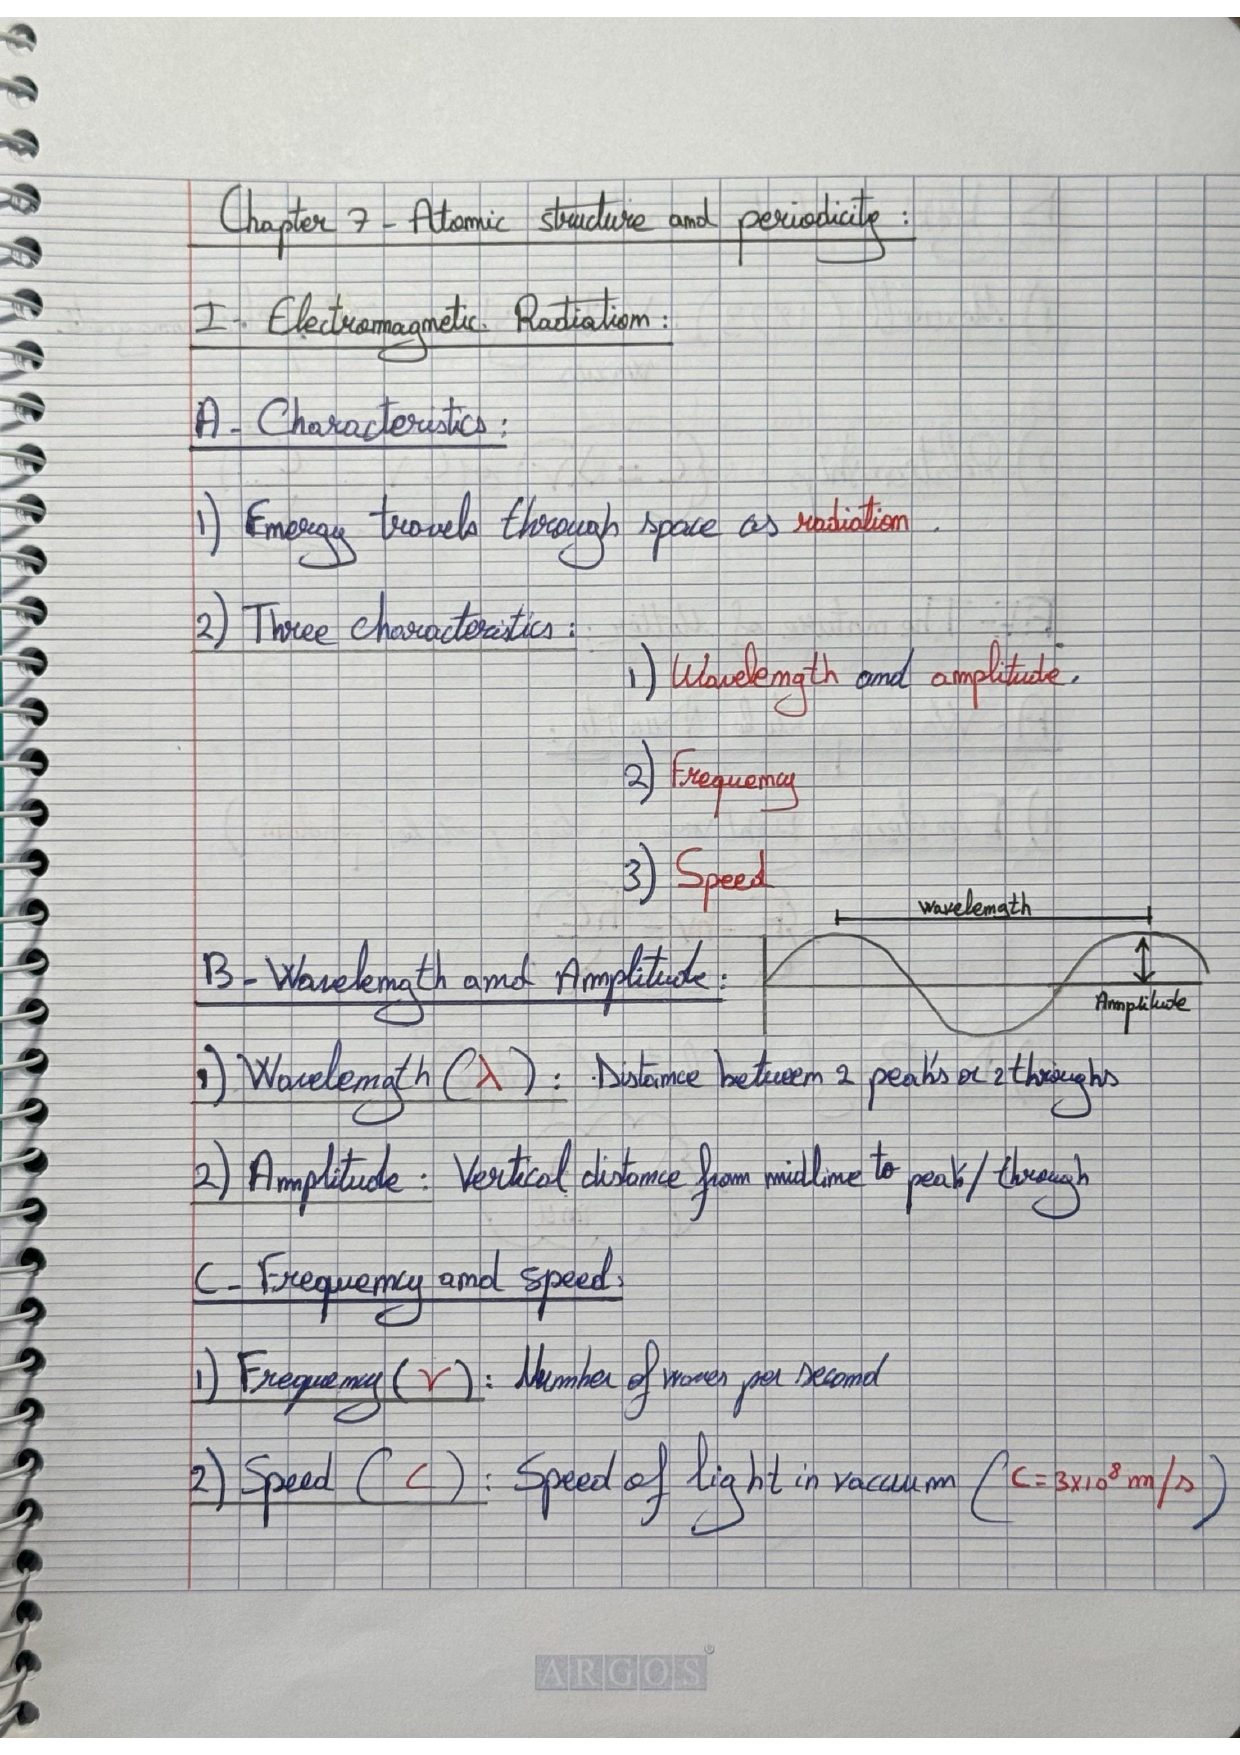 Chapter 7 - Atomic structure and periodicity :
I - Electromagnetic Radiation :
A - Characteristics :
1) Energy travels through space as radiation .
2) Three characteristics :
1) Wavelength and amplitude.
2) Frequency
3) Speed
wavelength
B - Wavelength and Amplitude :
Amplitude
1) Wavelength (λ) : Distance between 2 peaks or 2 throughs
2) Amplitude : Vertical distance from midline to peak / through
C - Frequency and speed.
1) Frequency (ν) : Number of waves per second
2) Speed (c) : Speed of light in vacuum (C = 3x10⁸ m/s)
ARGOS®